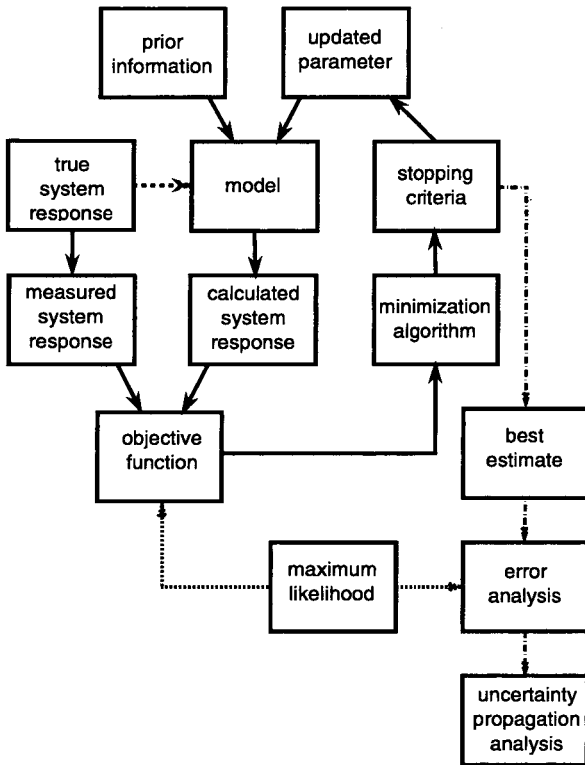 prior
information
updated
parameter
true
system
response
model
stopping
criteria
measured
system
response
calculated
system
response
minimization
algorithm
objective
function
best
estimate
maximum
likelihood
error
analysis
uncertainty
propagation
analysis